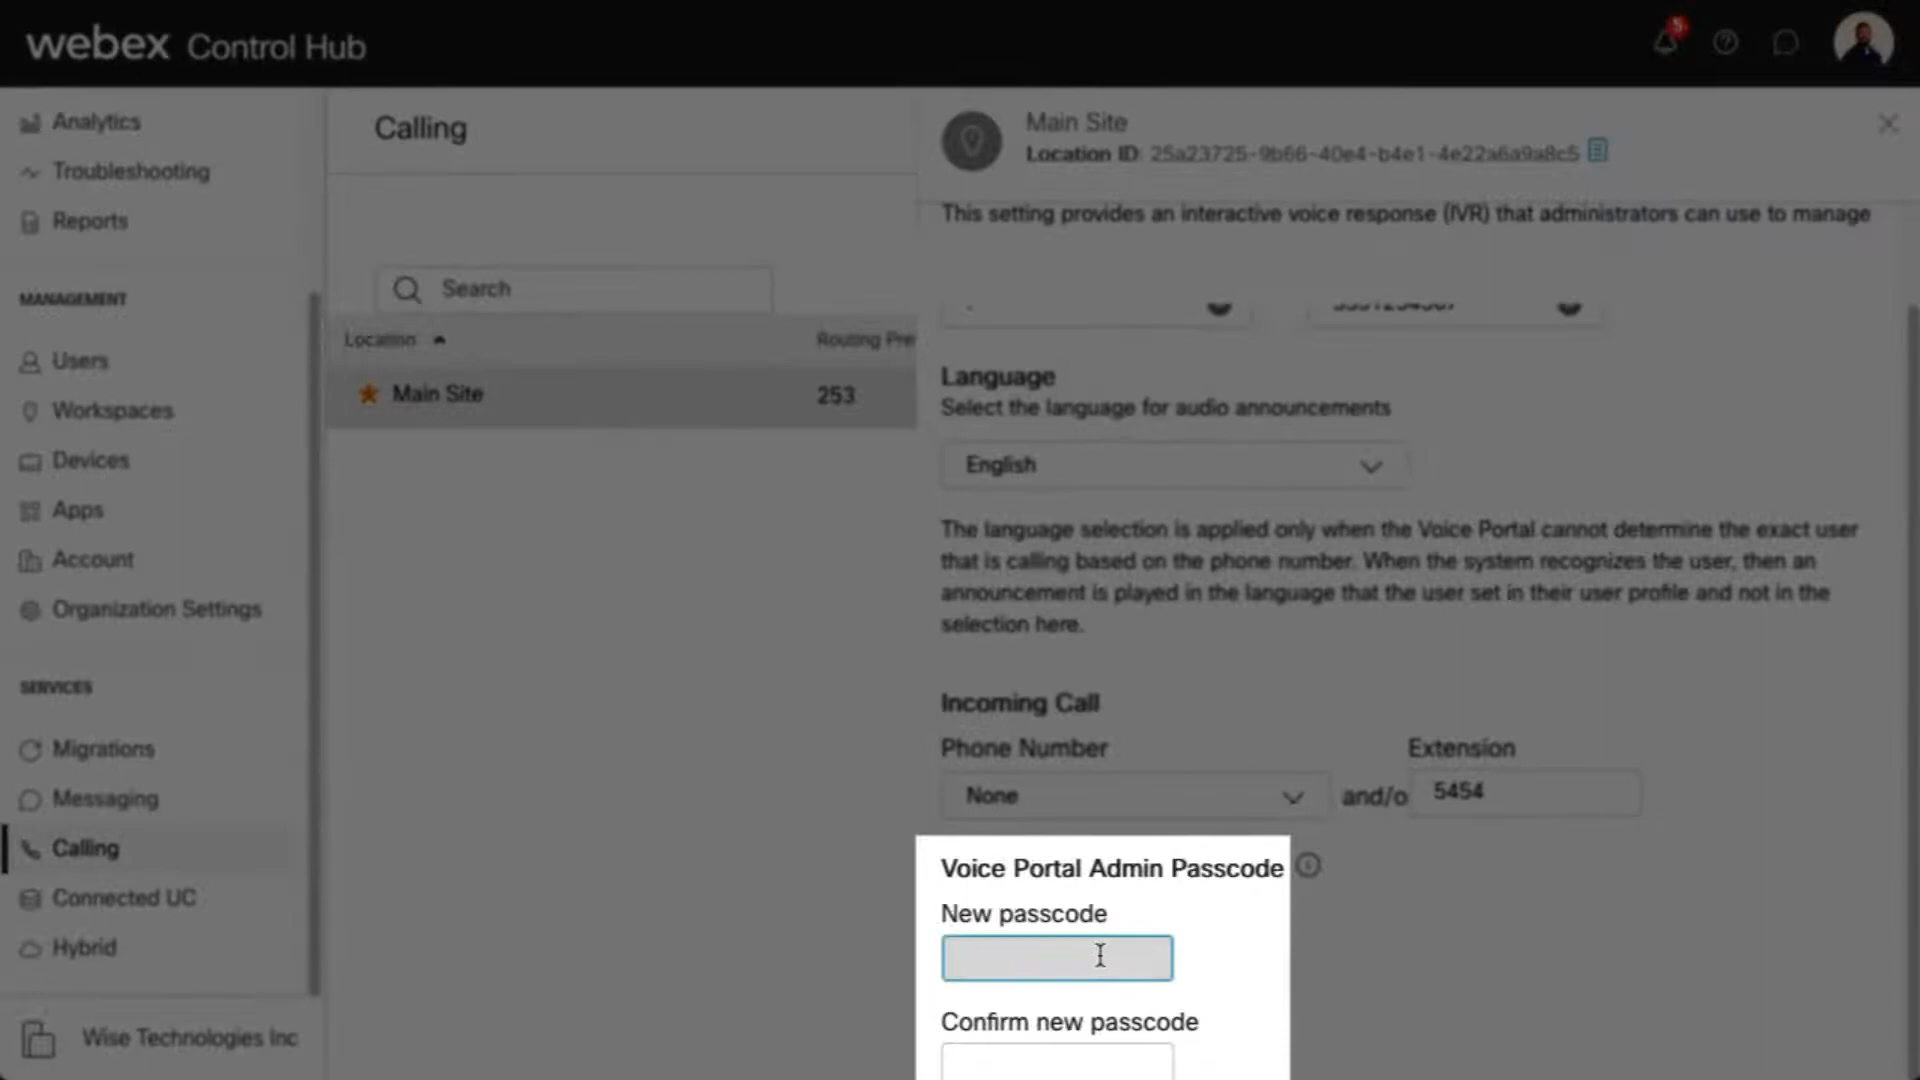 webex Control Hub
5
Analytics
Troubleshooting
Reports
MANAGEMENT
Users
Workspaces
Devices
Apps
Account
Organization Settings
SERVICES
Migrations
Messaging
Calling
Connected UC
Hybrid
Wise Technologies Inc
Calling
Search
Location
Routing Pre
Main Site
253
Main Site
Location ID: 25a23725-9b66-40e4-b4e1-4e22a6a9a8c5
This setting provides an interactive voice response (IVR) that administrators can use to manage
Language
Select the language for audio announcements
English
The language selection is applied only when the Voice Portal cannot determine the exact user
that is calling based on the phone number. When the system recognizes the user, then an
announcement is played in the language that the user set in their user profile and not in the
selection here.
Incoming Call
Phone Number
Extension
None
and/o
5454
Voice Portal Admin Passcode
New passcode
Confirm new passcode